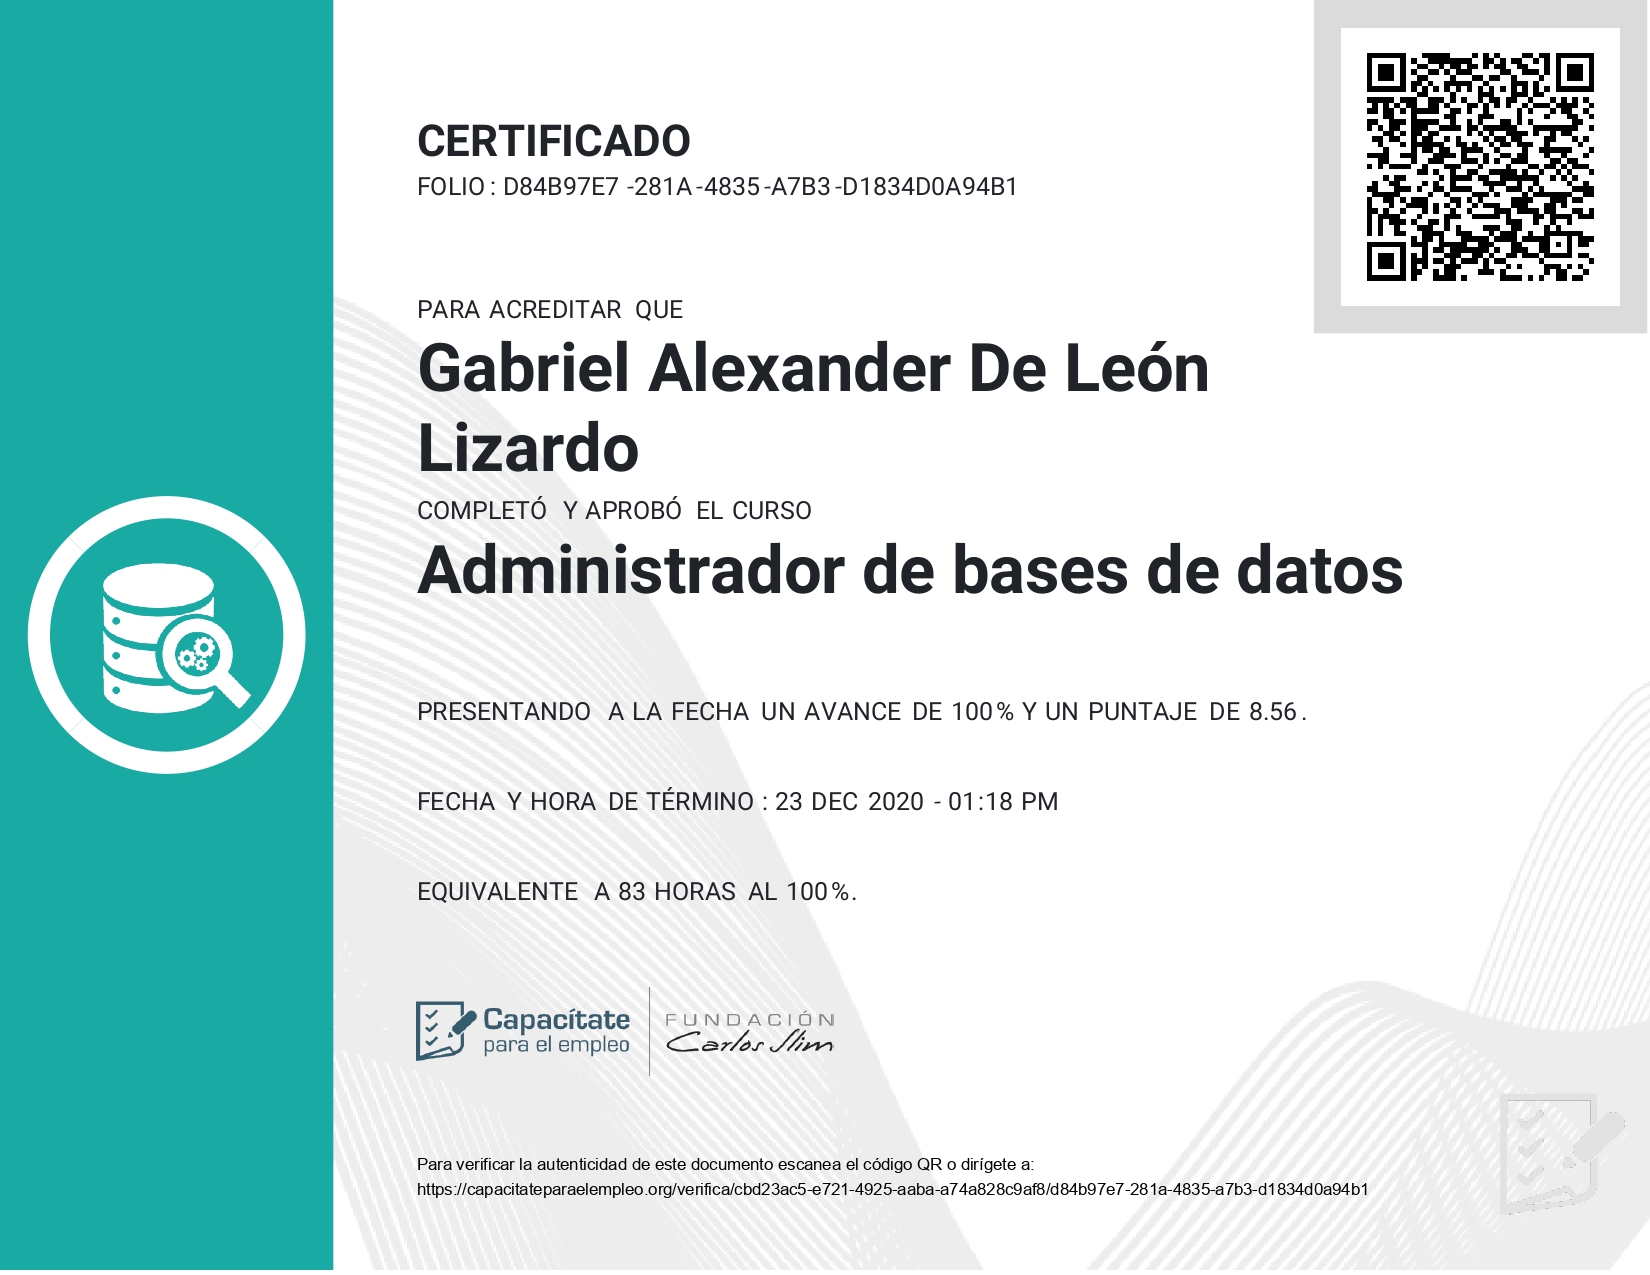 CERTIFICADO
FOLIO : D84B97E7 -281A -4835 -A7B3 -D1834D0A94B1
PARA ACREDITAR QUE
Gabriel Alexander De León
Lizardo
COMPLETÓ Y APROBÓ EL CURSO
Administrador de bases de datos
PRESENTANDO A LA FECHA UN AVANCE DE 100% Y UN PUNTAJE DE 8.56.
FECHA Y HORA DE TÉRMINO : 23 DEC 2020 - 01:18 PM
EQUIVALENTE A 83 HORAS AL 100%.
Capacítate
para el empleo
FUNDACIÓN
Carlos Slim
Para verificar la autenticidad de este documento escanea el código QR o dirígete a:
https://capacitateparaelempleo.org/verifica/cbd23ac5-e721-4925-aaba-a74a828c9af8/d84b97e7-281a-4835-a7b3-d1834d0a94b1